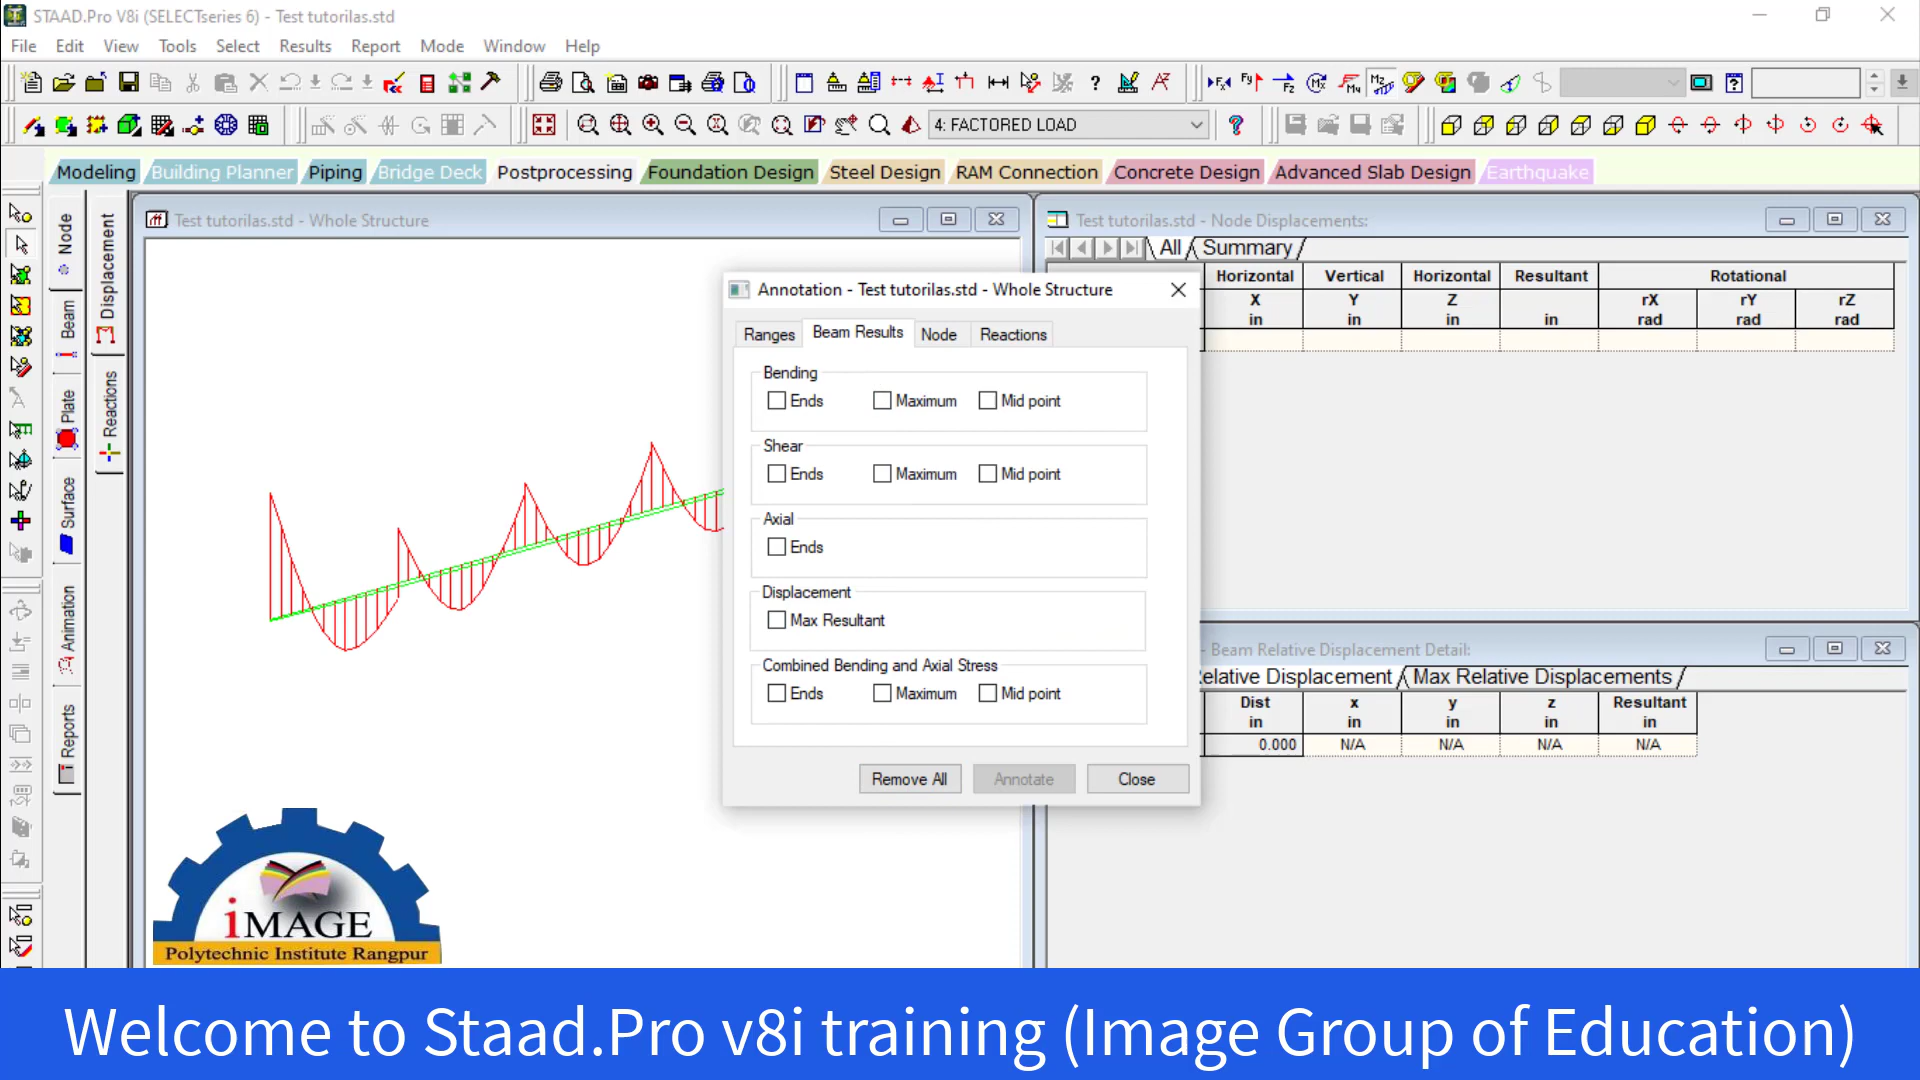 STAAD.Pro V8i (SELECTseries 6) - Test tutorilas.std
File Edit View Tools Select Results Report Mode Window Help
4: FACTORED LOAD
Modeling Building Planner Piping Bridge Deck Postprocessing Foundation Design Steel Design RAM Connection Concrete Design Advanced Slab Design Earthquake
Node
Beam
Plate
Surface
Animation
Reports
Displacement
Reactions
Test tutorilas.std - Whole Structure
Test tutorilas.std - Node Displacements:
All Summary
Horizontal Vertical Horizontal Resultant Rotational
X Y Z rX rY rZ
in in in in rad rad rad
Annotation - Test tutorilas.std - Whole Structure
Ranges Beam Results Node Reactions
Bending
Ends Maximum Mid point
Shear
Ends Maximum Mid point
Axial
Ends
Displacement
Max Resultant
Combined Bending and Axial Stress
Ends Maximum Mid point
Remove All Annotate Close
- Beam Relative Displacement Detail:
elative Displacement Max Relative Displacements
Dist x y z Resultant
in in in in in
0.000 N/A N/A N/A N/A
iMAGE
Polytechnic Institute Rangpur
Welcome to Staad.Pro v8i training (Image Group of Education)